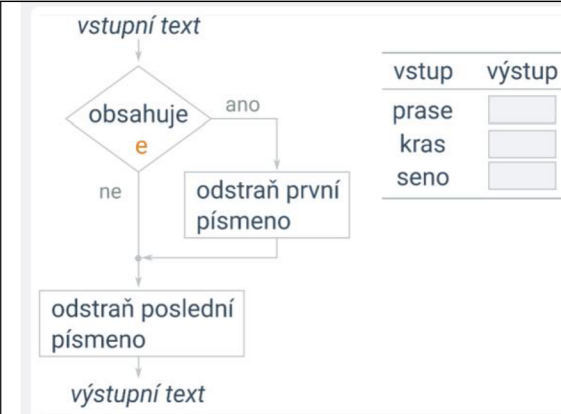 vstupní text
obsahuje
e
ano
ne
odstraň první
písmeno
odstraň poslední
písmeno
výstupní text
vstup výstup
prase
kras
seno